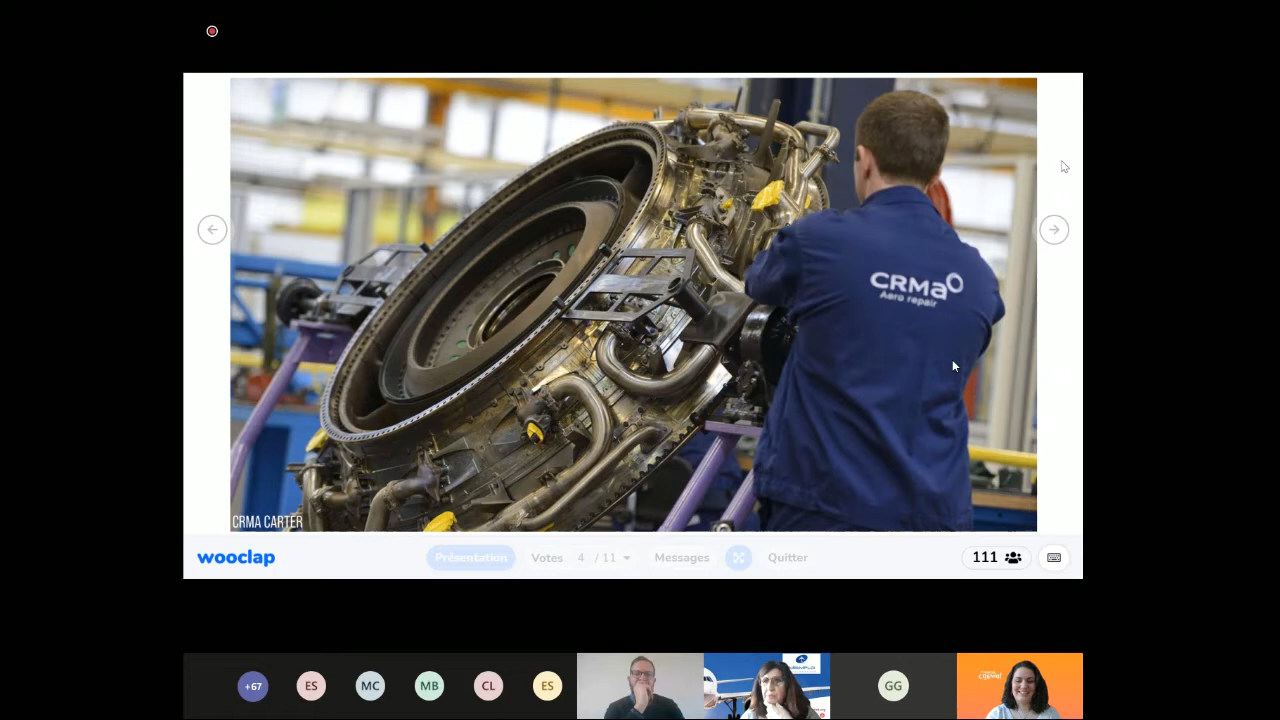 CRMa
Aero repair
CRMA CARTER
wooclap
Présentation
Votes 4 / 11
Messages
Quitter
111
+67
ES
MC
MB
CL
ES
GG
cgénial